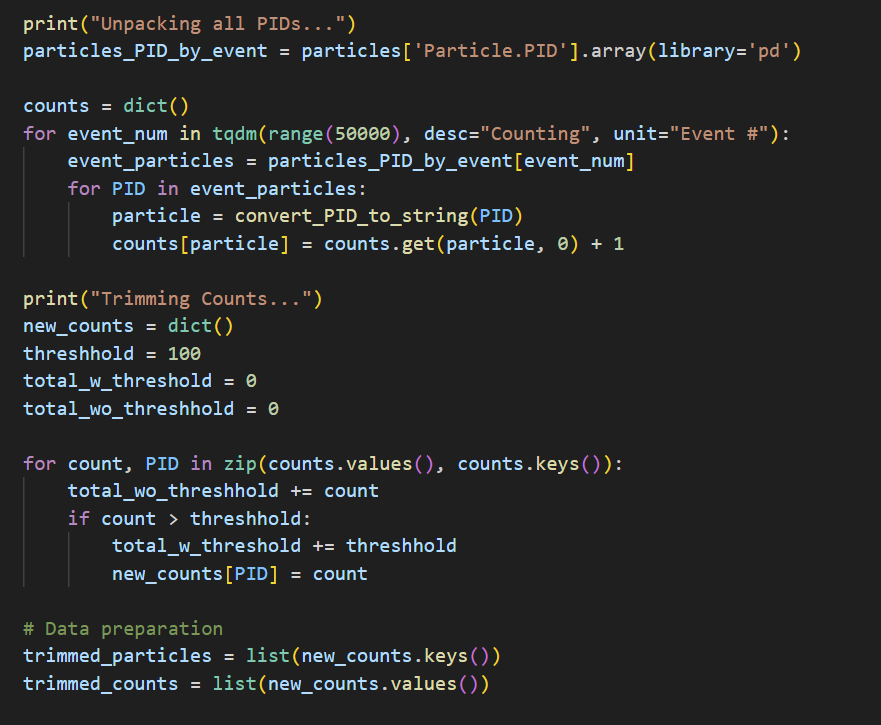 print("Unpacking all PIDs...")
particles_PID_by_event = particles['Particle.PID'].array(library='pd')

counts = dict()
for event_num in tqdm(range(50000), desc="Counting", unit="Event #"):
    event_particles = particles_PID_by_event[event_num]
    for PID in event_particles:
        particle = convert_PID_to_string(PID)
        counts[particle] = counts.get(particle, 0) + 1

print("Trimming Counts...")
new_counts = dict()
threshhold = 100
total_w_threshold = 0
total_wo_threshhold = 0

for count, PID in zip(counts.values(), counts.keys()):
    total_wo_threshhold += count
    if count > threshhold:
        total_w_threshold += threshhold
        new_counts[PID] = count

# Data preparation
trimmed_particles = list(new_counts.keys())
trimmed_counts = list(new_counts.values())